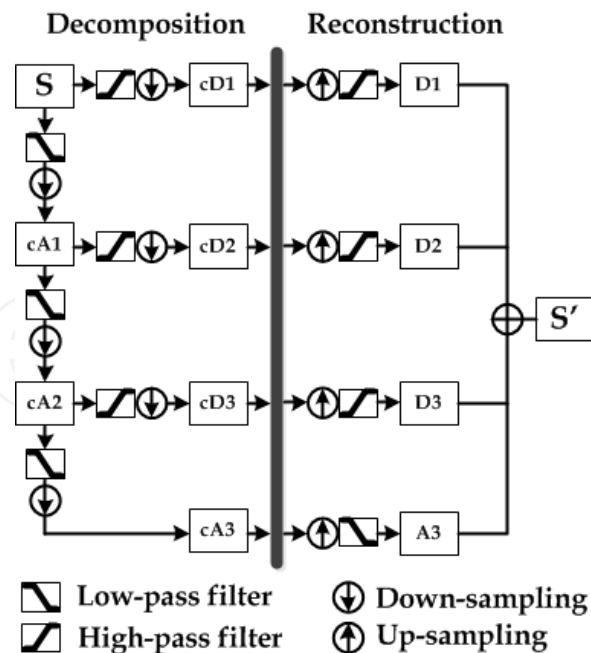 Decomposition Reconstruction
S cD1 D1
cA1 cD2 D2
S'
cA2 cD3 D3
cA3 A3
Low-pass filter Down-sampling
High-pass filter Up-sampling